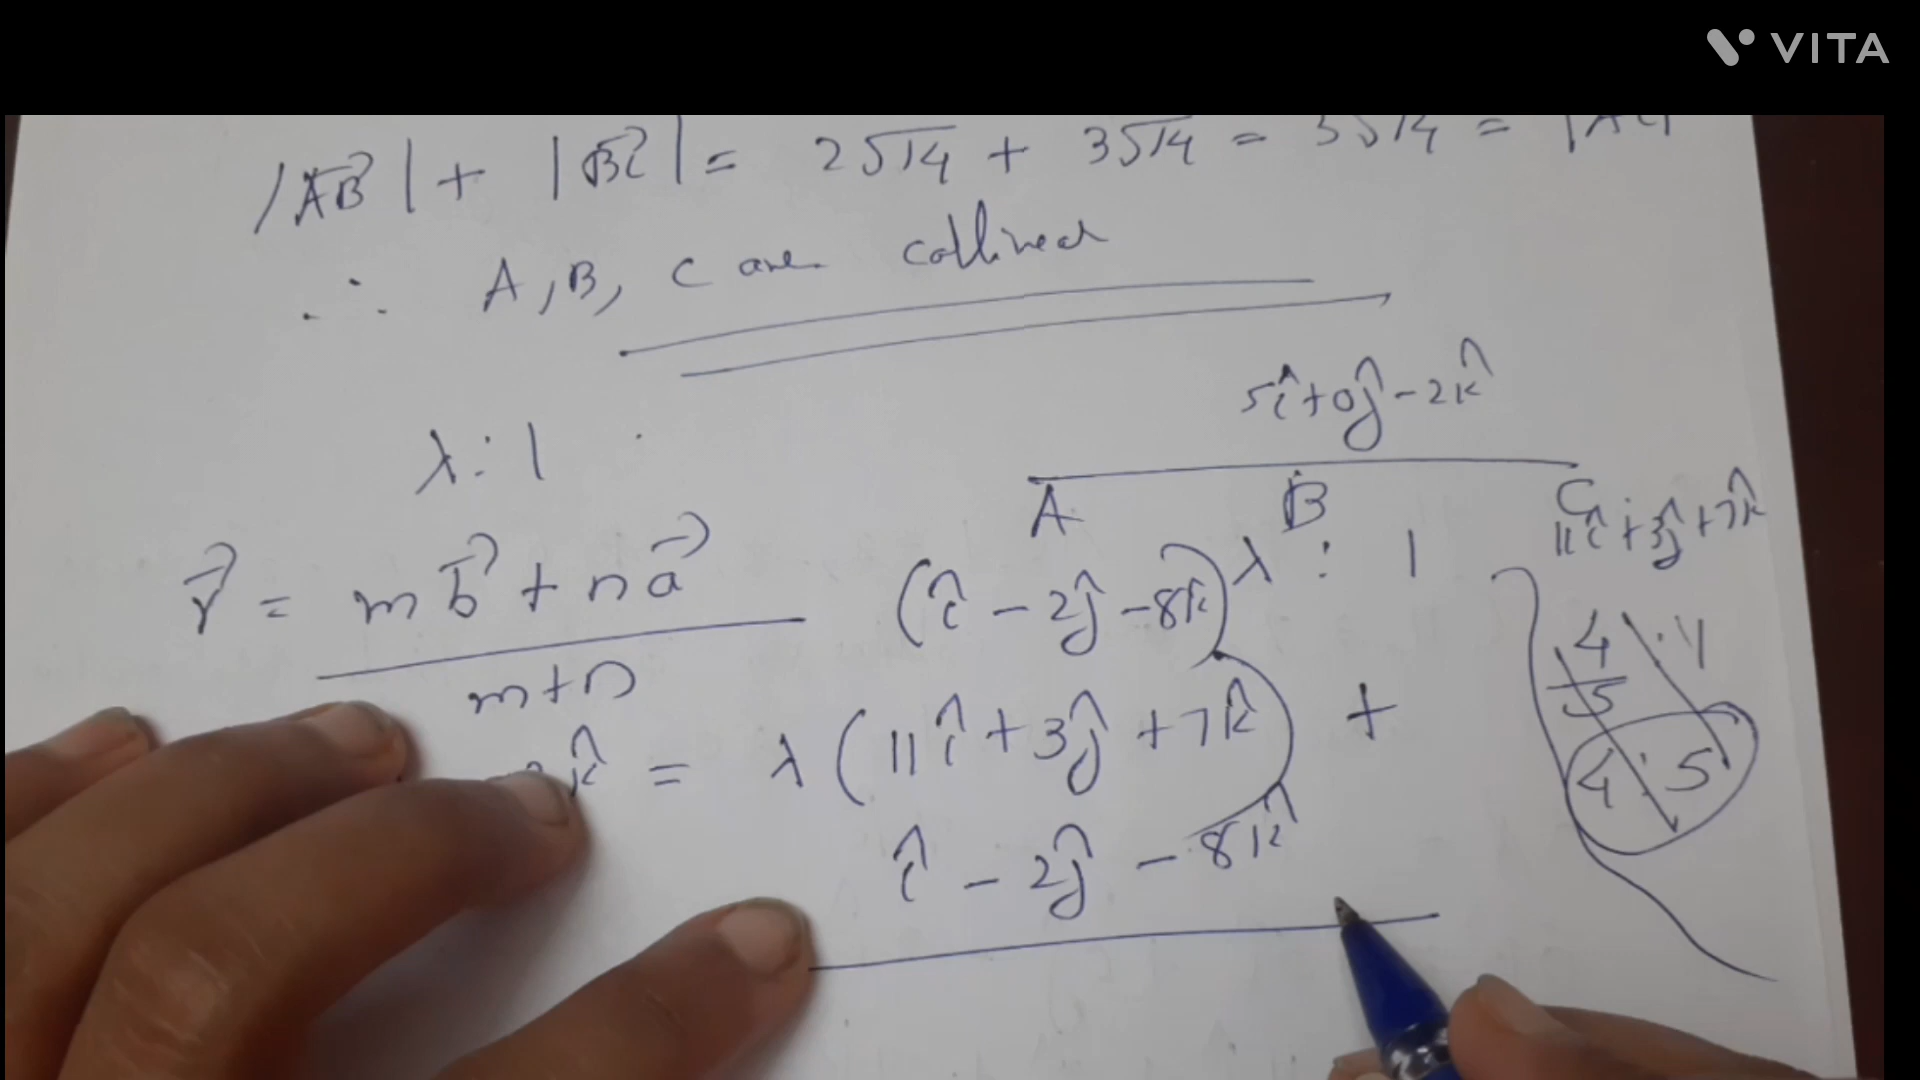 VITA
|AB⃗| + |BC⃗| = 2√14 + 3√14 = 5√14 = |AC|
∴ A, B, C are collinear
5î+0ĵ-2k̂
λ : 1
A B C
11î+3ĵ+7k̂
λ : 1
r⃗ = mb⃗ + na⃗
m+n
(î - 2ĵ - 8k̂)
4/5 : 1
4 : 5
k̂ = λ (11î + 3ĵ + 7k̂) +
î - 2ĵ - 8k̂